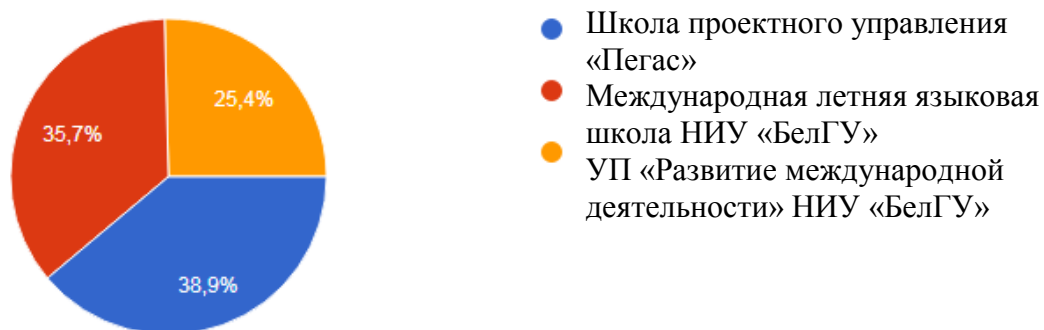 25,4%
35,7%
38,9%
Школа проектного управления
«Пегас»
Международная летняя языковая
школа НИУ «БелГУ»
УП «Развитие международной
деятельности» НИУ «БелГУ»